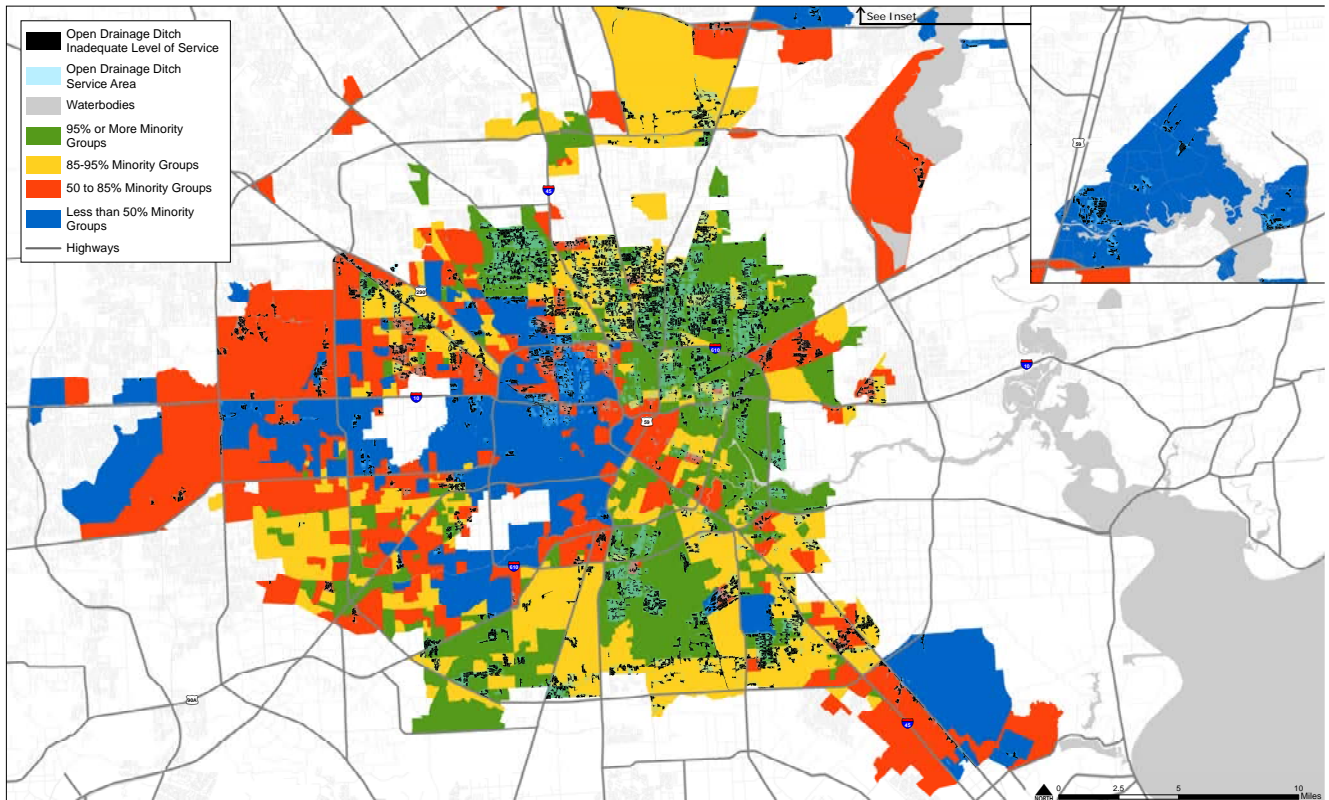 See Inset
Open Drainage Ditch
Inadequate Level of Service
Open Drainage Ditch
Service Area
Waterbodies
95% or More Minority
Groups
85-95% Minority Groups
50 to 85% Minority Groups
Less than 50% Minority
Groups
Highways
59
45
290
610
10
10
59
610
90A
45
NORTH
0 2.5 5 10
Miles